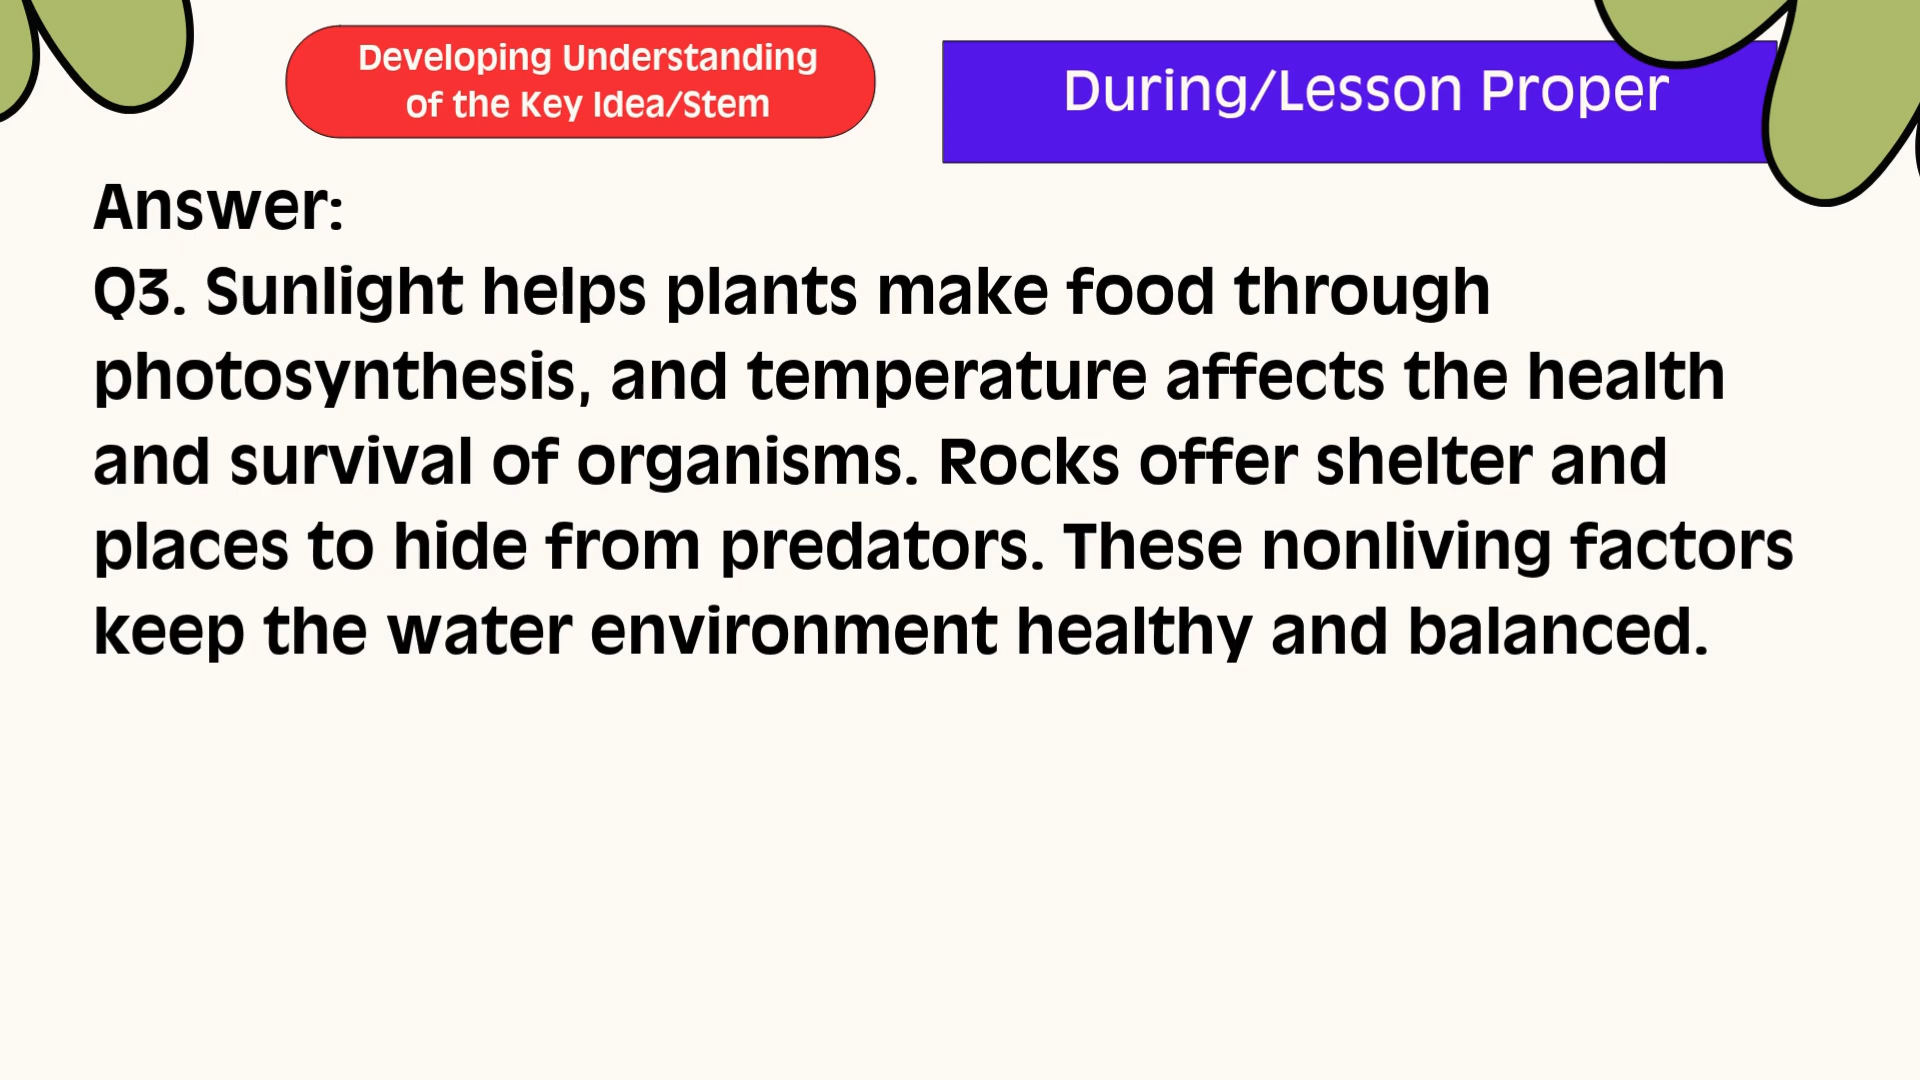 Developing Understanding
of the Key Idea/Stem
During/Lesson Proper
Answer:
Q3. Sunlight helps plants make food through
photosynthesis, and temperature affects the health
and survival of organisms. Rocks offer shelter and
places to hide from predators. These nonliving factors
keep the water environment healthy and balanced.